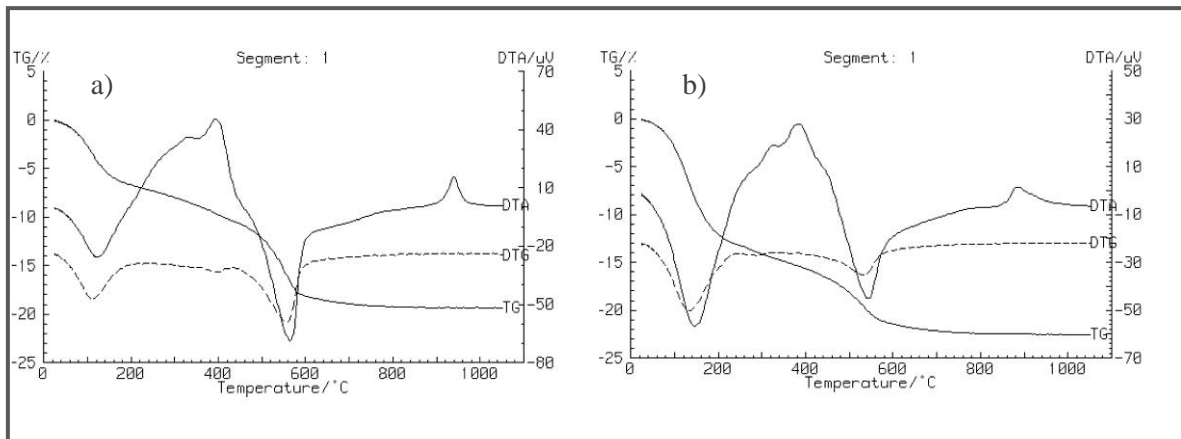 TG/% Segment: 1 DTA/uV
a)
5 70
0 40
-5
-10 10
DTA
DTG
-15 -20
TG
-20 -50
-25 -80
0 200 400 600 800 1000
Temperature/°C
TG/% Segment: 1 DTA/uV
b)
5 50
0 30
-5 10
-10 -10
DTA
DTG
-15 -30
-20 -50
TG
-25 -70
0 200 400 600 800 1000
Temperature/°C